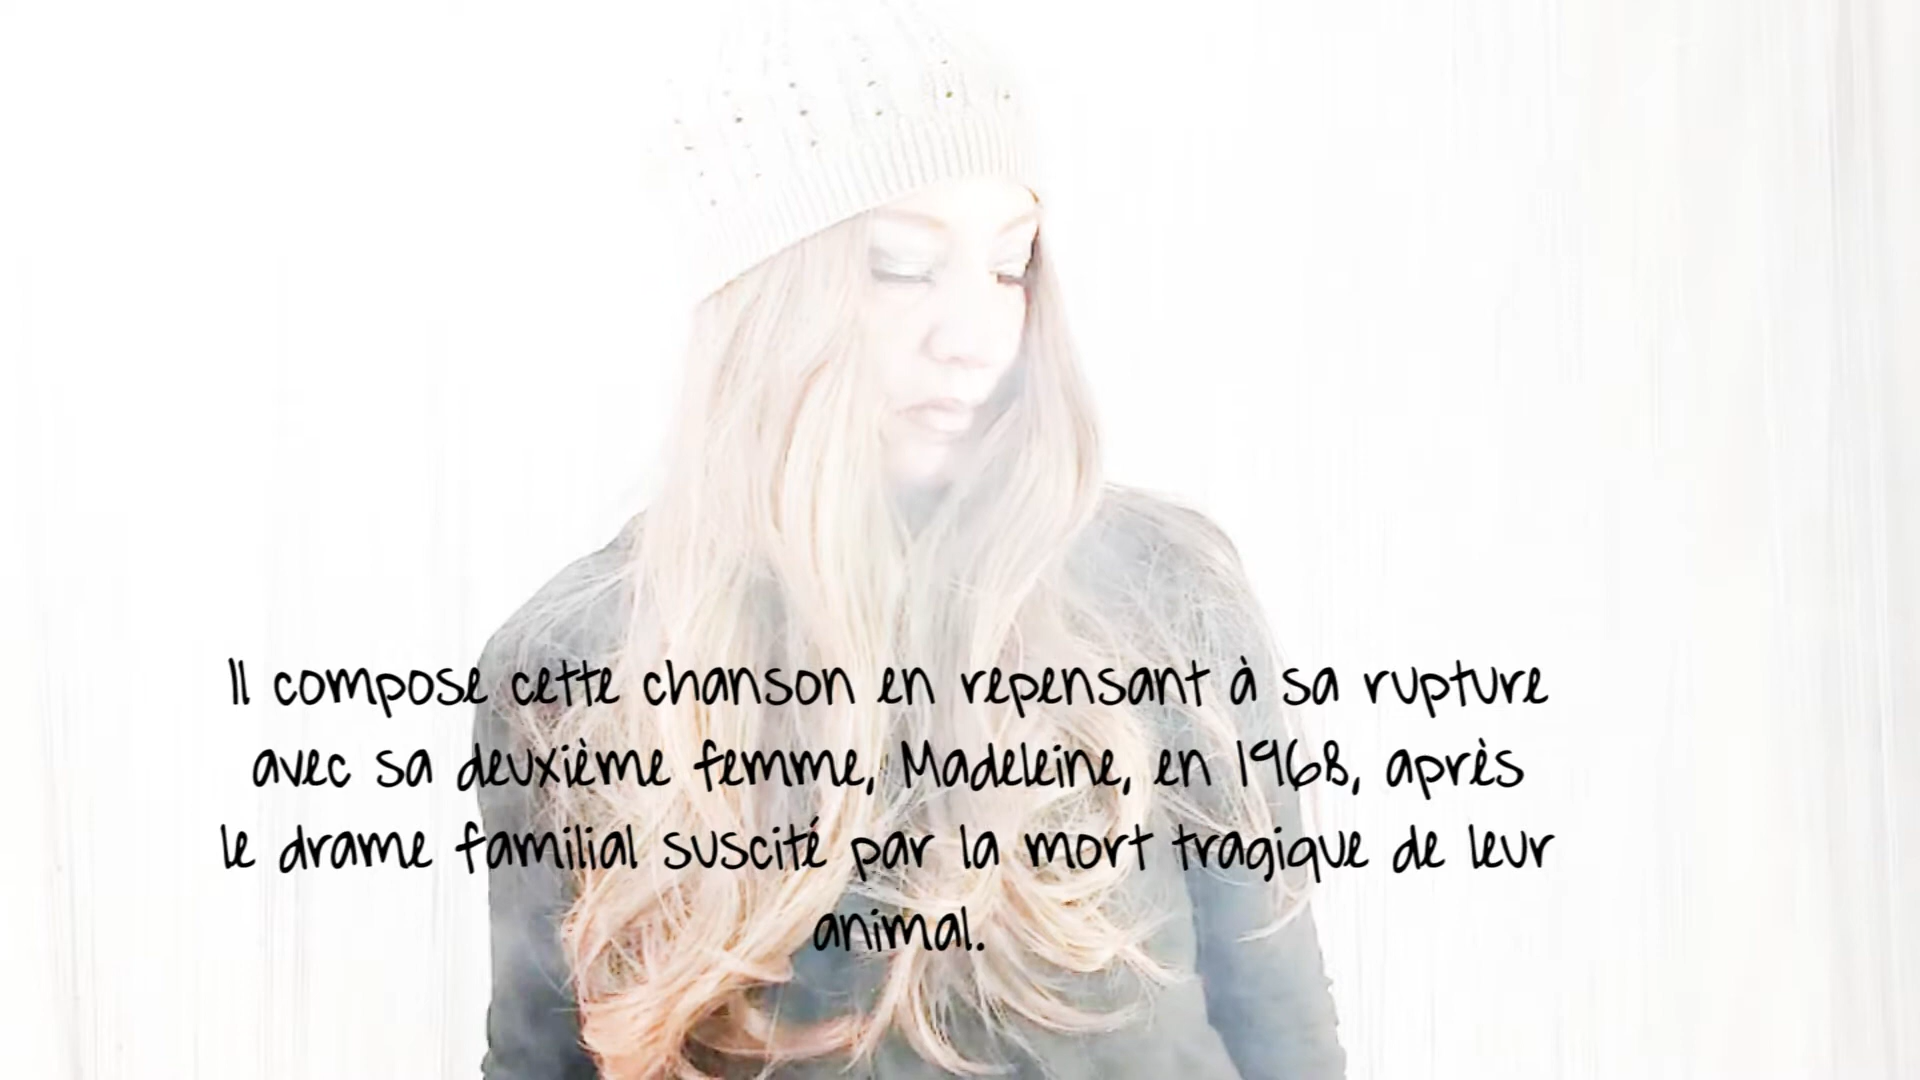 Il compose cette chanson en repensant à sa rupture
avec sa deuxième femme, Madeleine, en 1968, après
le drame familial suscité par la mort tragique de leur
animal.